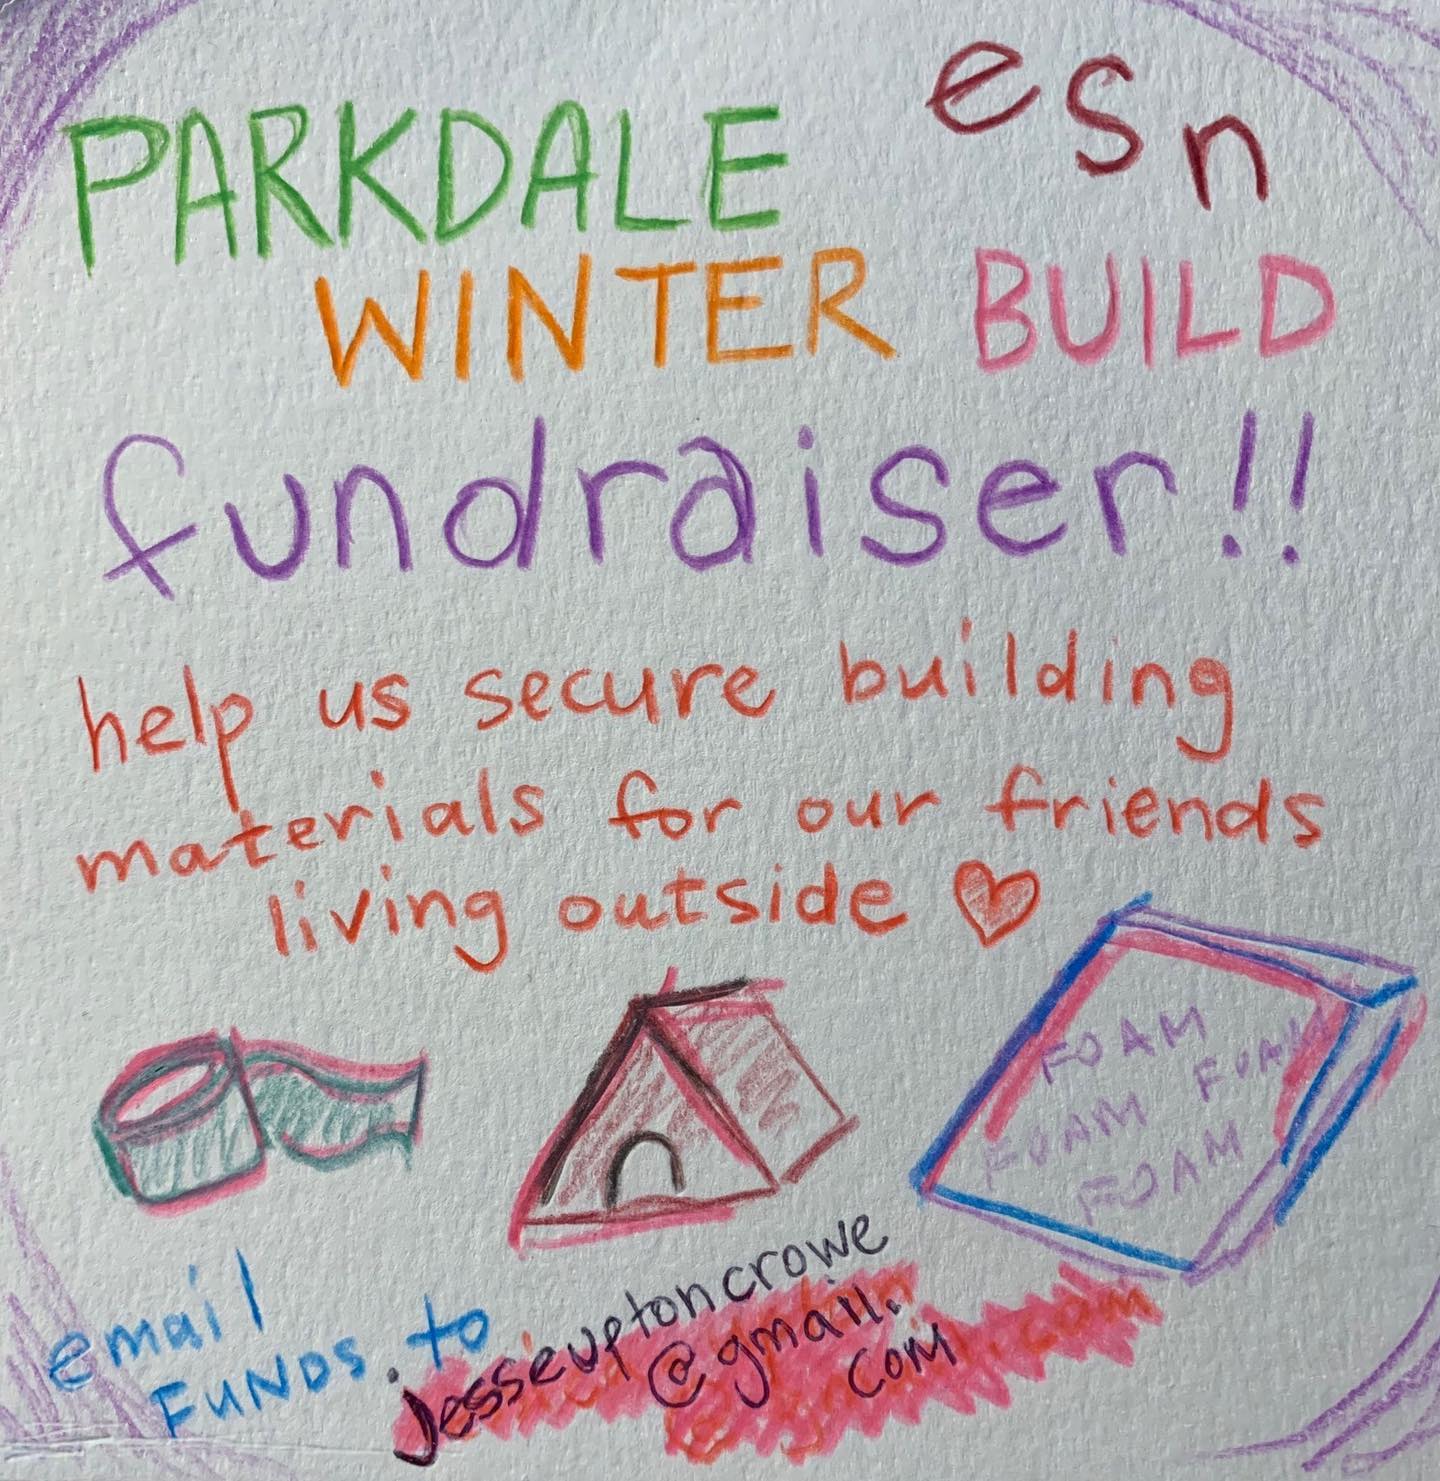 PARKDALE esn
WINTER BUILD
fundraiser!!
help us secure building
materials for our friends
living outside
FOAM
FOAM
FOAM
FOAM
email
FUNDS. to
jesseuptoncrowe
@gmail.
com
.com